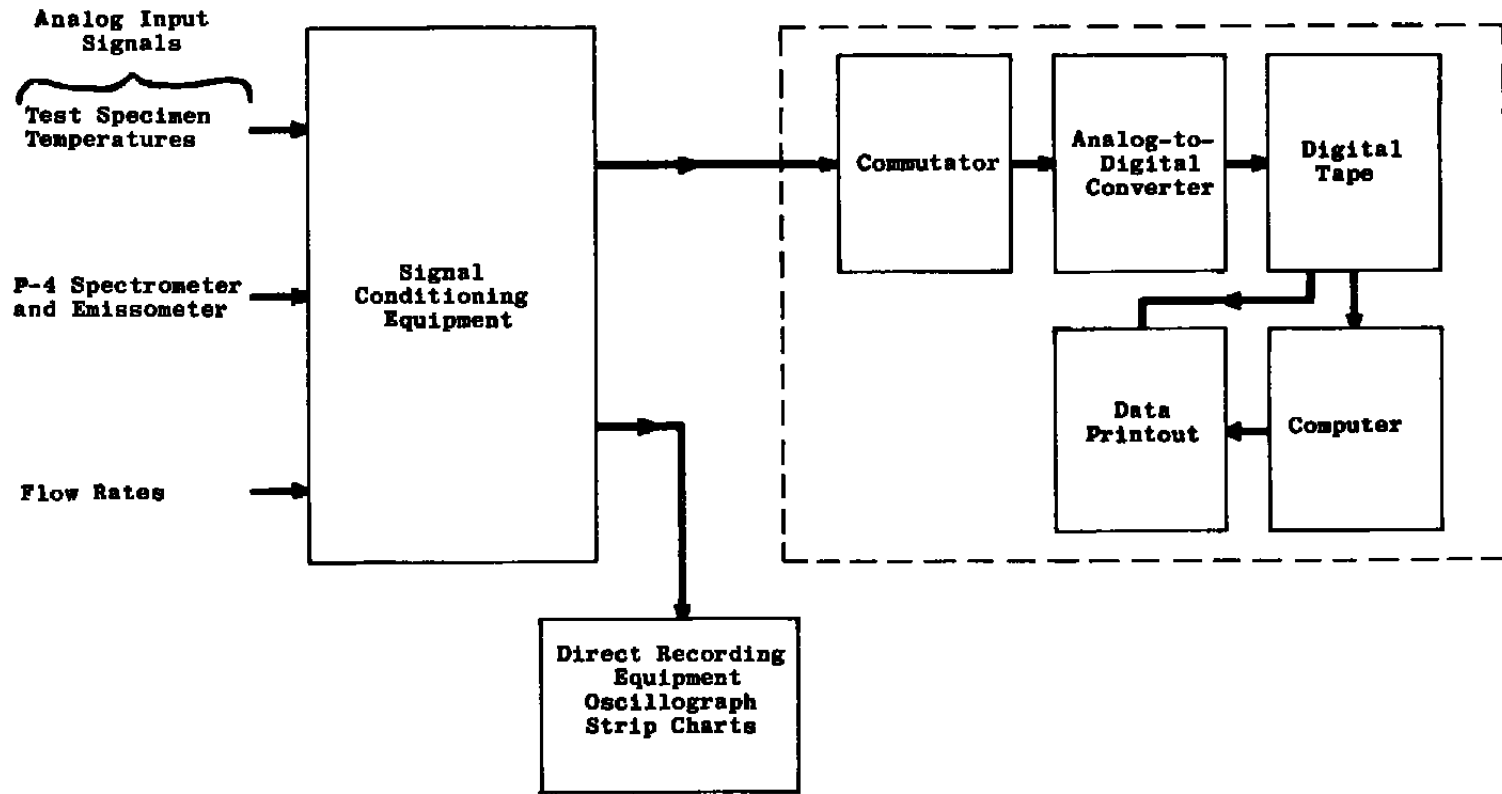 Analog Input
Signals
Test Specimen
Temperatures
P-4 Spectrometer
and Emissometer
Flow Rates
Signal
Conditioning
Equipment
Commutator
Analog-to-
Digital
Converter
Digital
Tape
Data
Printout
Computer
Direct Recording
Equipment
Oscillograph
Strip Charts